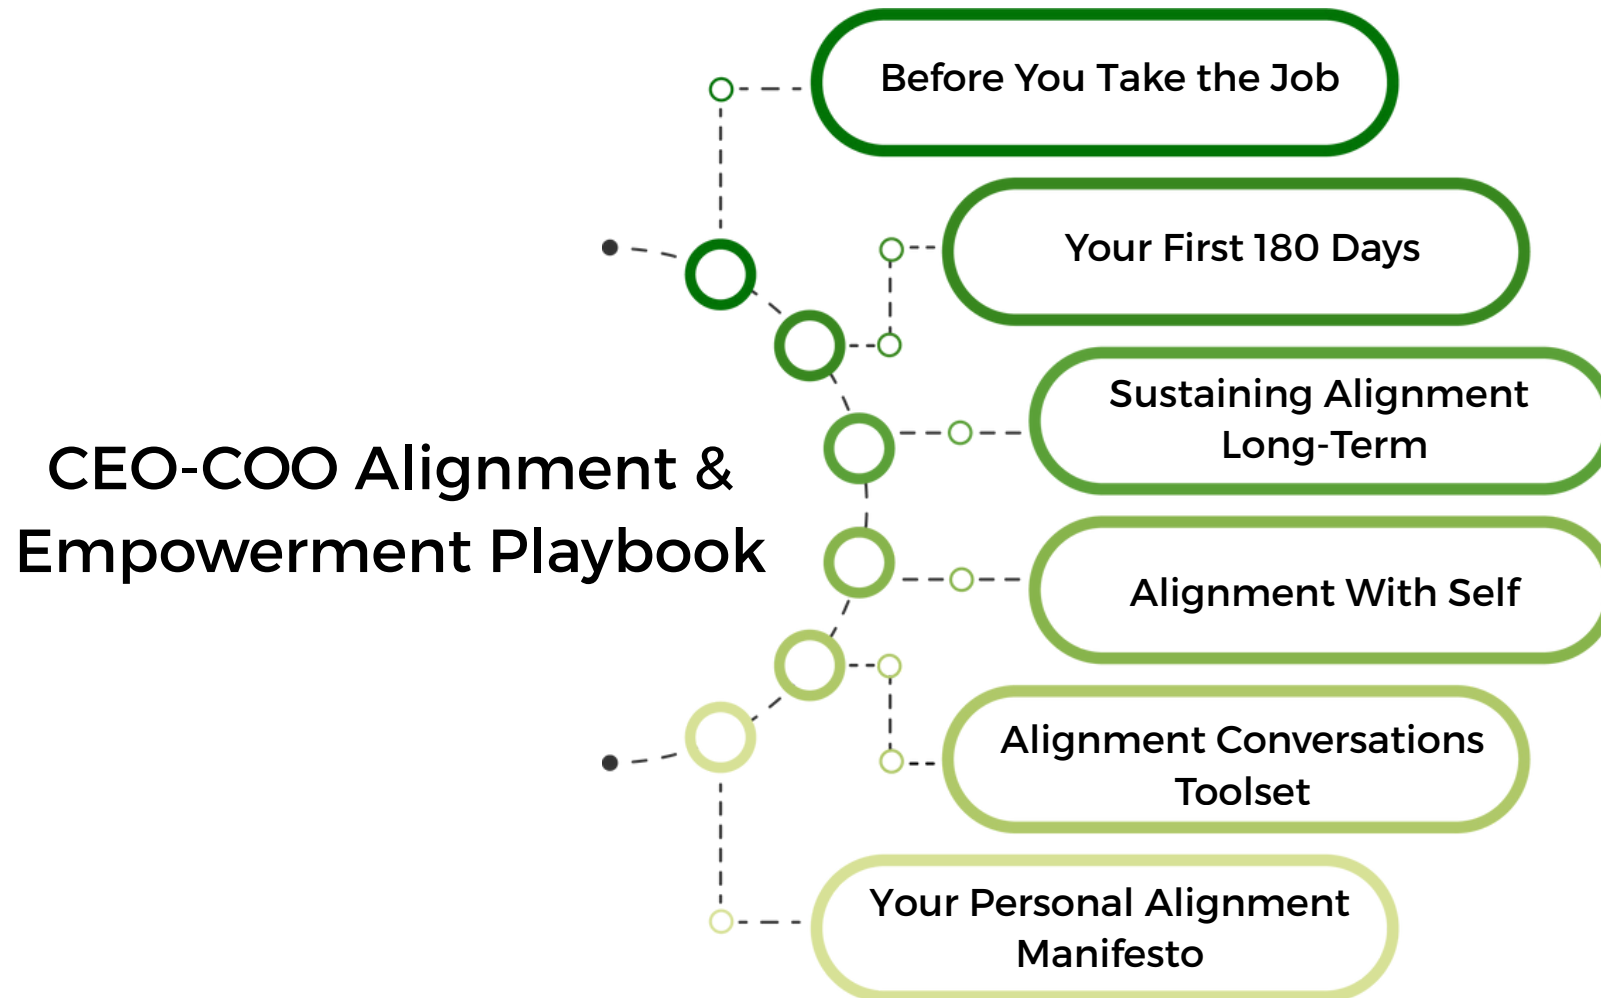 CEO-COO Alignment &
Empowerment Playbook
Before You Take the Job
Your First 180 Days
Sustaining Alignment
Long-Term
Alignment With Self
Alignment Conversations
Toolset
Your Personal Alignment
Manifesto